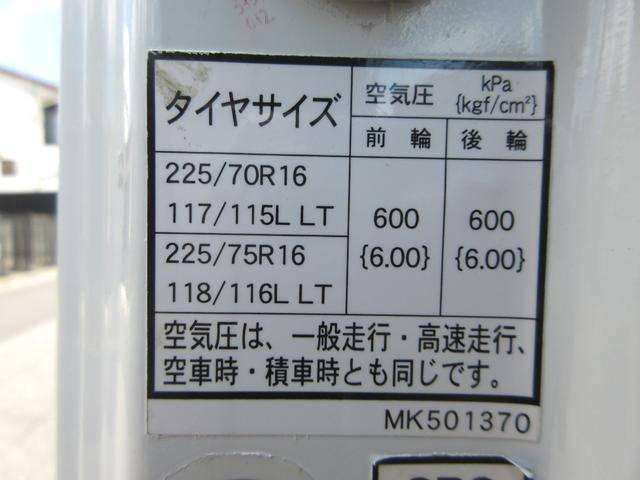 タイヤサイズ
空気圧 kPa
{kgf/cm²}
前輪 後輪
225/70R16
117/115L LT
600 600
{6.00} {6.00}
225/75R16
118/116L LT
空気圧は、一般走行・高速走行、
空車時・積車時とも同じです。
MK501370